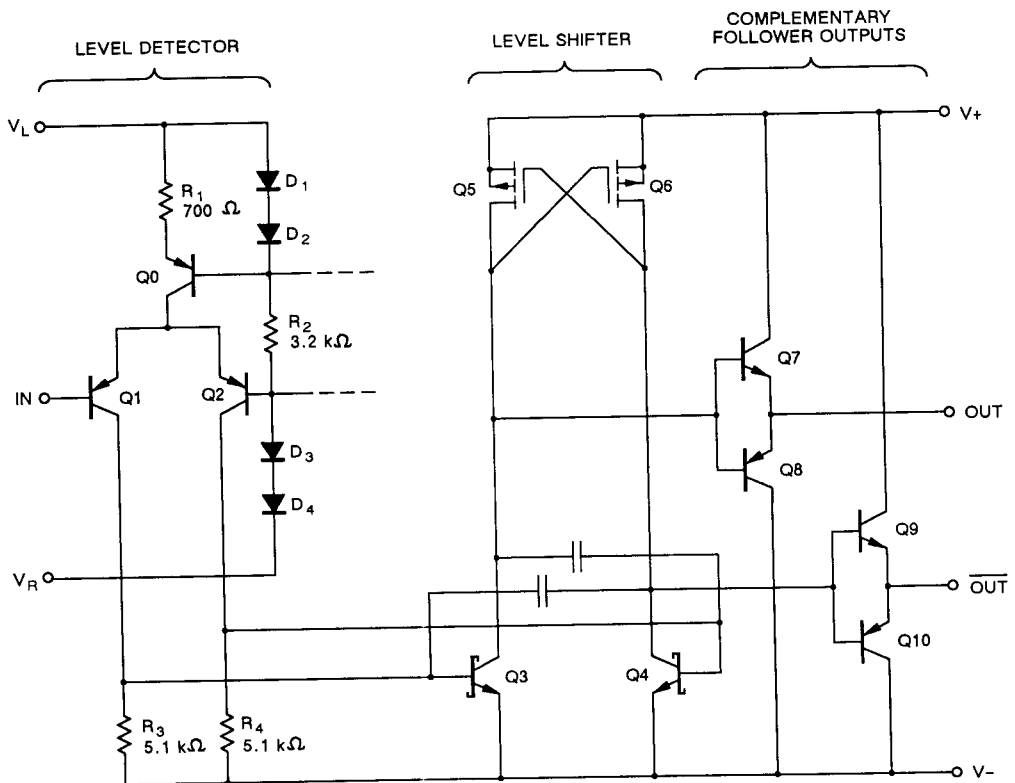 LEVEL DETECTOR
LEVEL SHIFTER
COMPLEMENTARY
FOLLOWER OUTPUTS
V_L
V+
R_1
700 Ω
D_1
D_2
Q5
Q6
Q0
R_2
3.2 kΩ
IN
Q1
Q2
Q7
OUT
D_3
Q8
D_4
Q9
V_R
\overline{OUT}
Q10
Q3
Q4
R_3
5.1 kΩ
R_4
5.1 kΩ
V−